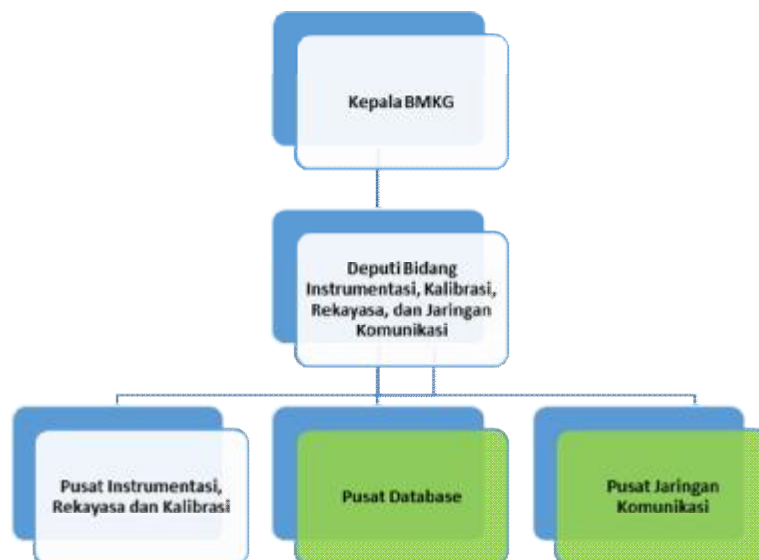 Kepala BMKG
Deputi Bidang
Instrumentasi, Kalibrasi,
Rekayasa, dan Jaringan
Komunikasi
Pusat Instrumentasi,
Rekayasa dan Kalibrasi
Pusat Database
Pusat Jaringan
Komunikasi